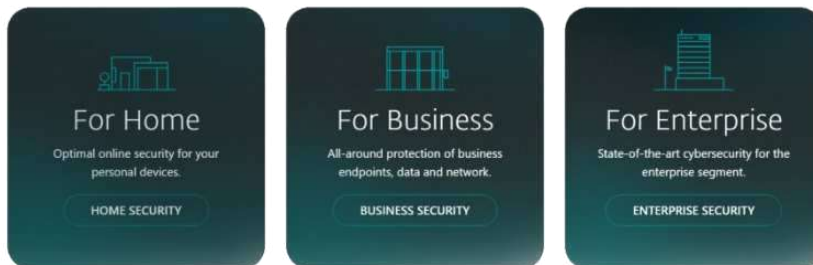 For Home
Optimal online security for your
personal devices.
HOME SECURITY
For Business
All-around protection of business
endpoints, data and network.
BUSINESS SECURITY
For Enterprise
State-of-the-art cybersecurity for the
enterprise segment.
ENTERPRISE SECURITY